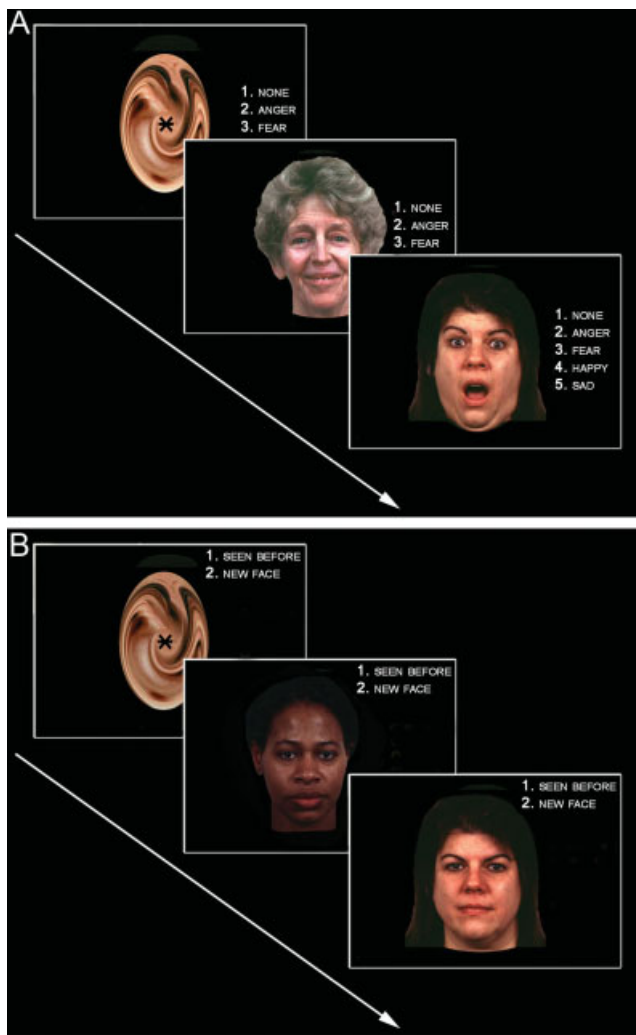 A
1. NONE
2. ANGER
3. FEAR
1. NONE
2. ANGER
3. FEAR
1. NONE
2. ANGER
3. FEAR
4. HAPPY
5. SAD
B
1. SEEN BEFORE
2. NEW FACE
1. SEEN BEFORE
2. NEW FACE
1. SEEN BEFORE
2. NEW FACE